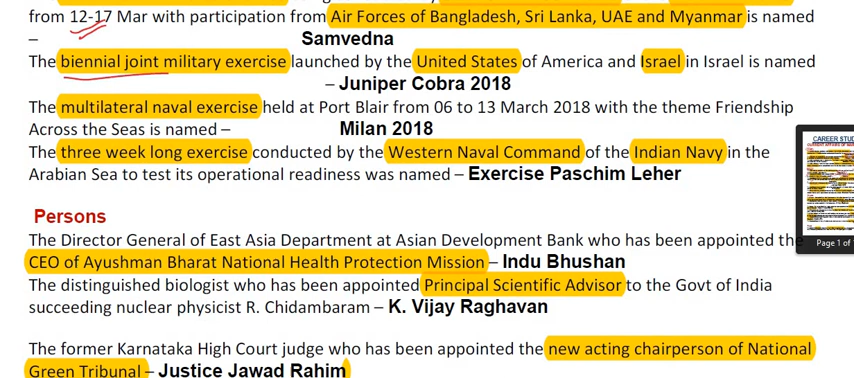 from 12-17 Mar with participation from Air Forces of Bangladesh, Sri Lanka, UAE and Myanmar is named
– Samvedna
The biennial joint military exercise launched by the United States of America and Israel in Israel is named
– Juniper Cobra 2018
The multilateral naval exercise held at Port Blair from 06 to 13 March 2018 with the theme Friendship
Across the Seas is named – Milan 2018
The three week long exercise conducted by the Western Naval Command of the Indian Navy in the
Arabian Sea to test its operational readiness was named – Exercise Paschim Leher
Persons
The Director General of East Asia Department at Asian Development Bank who has been appointed the
CEO of Ayushman Bharat National Health Protection Mission – Indu Bhushan
The distinguished biologist who has been appointed Principal Scientific Advisor to the Govt of India
succeeding nuclear physicist R. Chidambaram – K. Vijay Raghavan
The former Karnataka High Court judge who has been appointed the new acting chairperson of National
Green Tribunal – Justice Jawad Rahim
CAREER STUD
Page 1 of